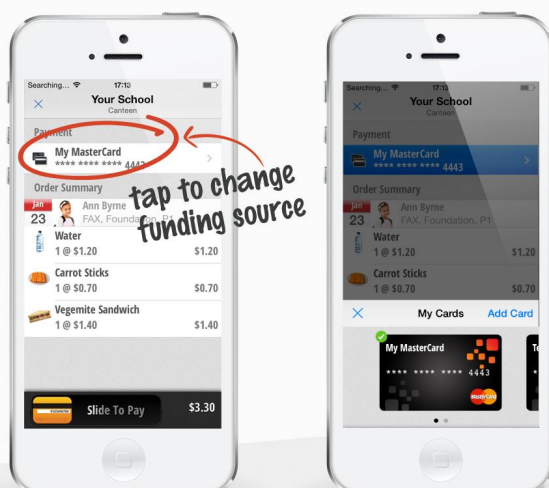 Searching... 17:13
Your School
Canteen
Payment
My MasterCard
**** **** **** 4443
Order Summary
Jan
23
Ann Byrne
FAX, Foundation, P1
Water
1 @ $1.20 $1.20
Carrot Sticks
1 @ $0.70 $0.70
Vegemite Sandwich
1 @ $1.40 $1.40
Slide To Pay $3.30
tap to change
funding source
Searching... 17:13
Your School
Canteen
Payment
My MasterCard
**** **** **** 4443
Order Summary
Jan
23
Ann Byrne
FAX, Foundation, P1
Water
1 @ $1.20 $1.20
Carrot Sticks
1 @ $0.70 $0.70
My Cards Add Card
My MasterCard
**** **** **** 4443
MasterCard